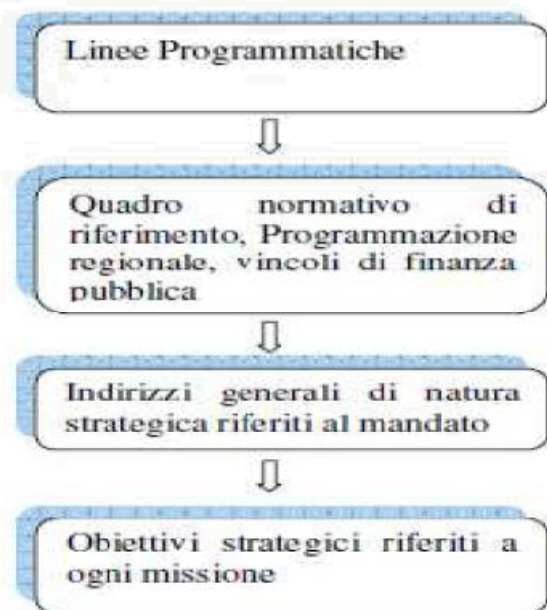 Linee Programmatiche
Quadro normativo di
riferimento, Programmazione
regionale, vincoli di finanza
pubblica
Indirizzi generali di natura
strategica riferiti al mandato
Obiettivi strategici riferiti a
ogni missione